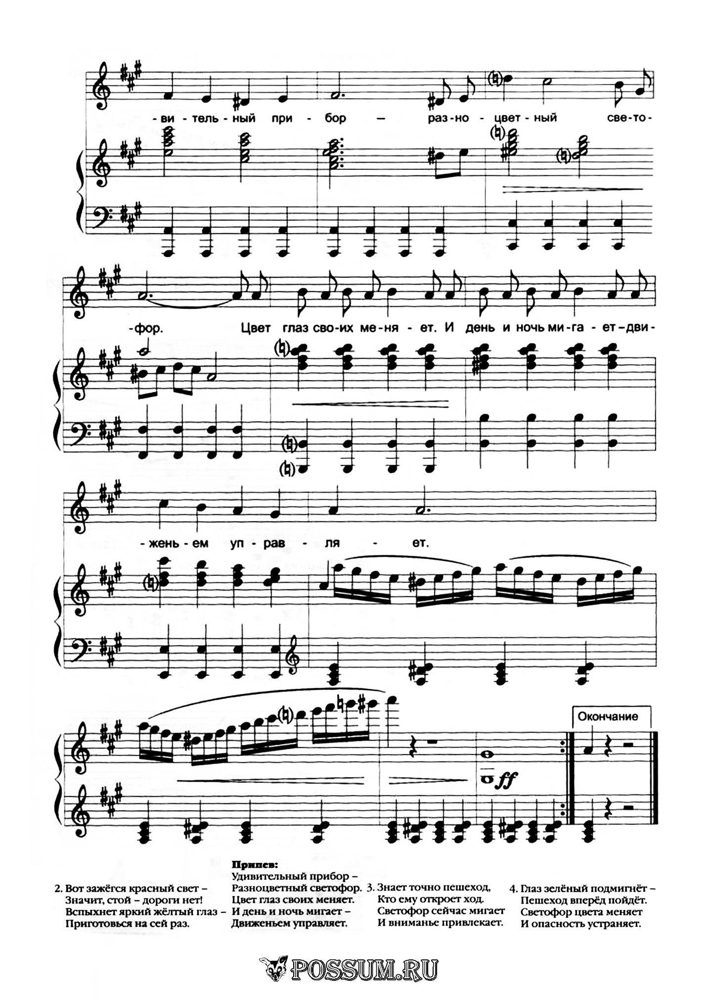 - ви - тель - ный при - бор – раз-но - цвет - ный све-то-
-фор. Цвет глаз сво-их ме-ня - ет. И день и ночь ми-га - ет–дви-
- жень - ем уп - рав - ля - ет.
Окончание
ff
2. Вот зажёгся красный свет –
Значит, стой – дороги нет!
Вспыхнет яркий жёлтый глаз –
Приготовься на сей раз.
Припев:
Удивительный прибор –
Разноцветный светофор.
Цвет глаз своих меняет.
И день и ночь мигает –
Движеньем управляет.
3. Знает точно пешеход,
Кто ему откроет ход.
Светофор сейчас мигает
И вниманье привлекает.
4. Глаз зелёный подмигнёт –
Пешеход вперёд пойдёт.
Светофор цвета меняет
И опасность устраняет.
POSSUM.RU